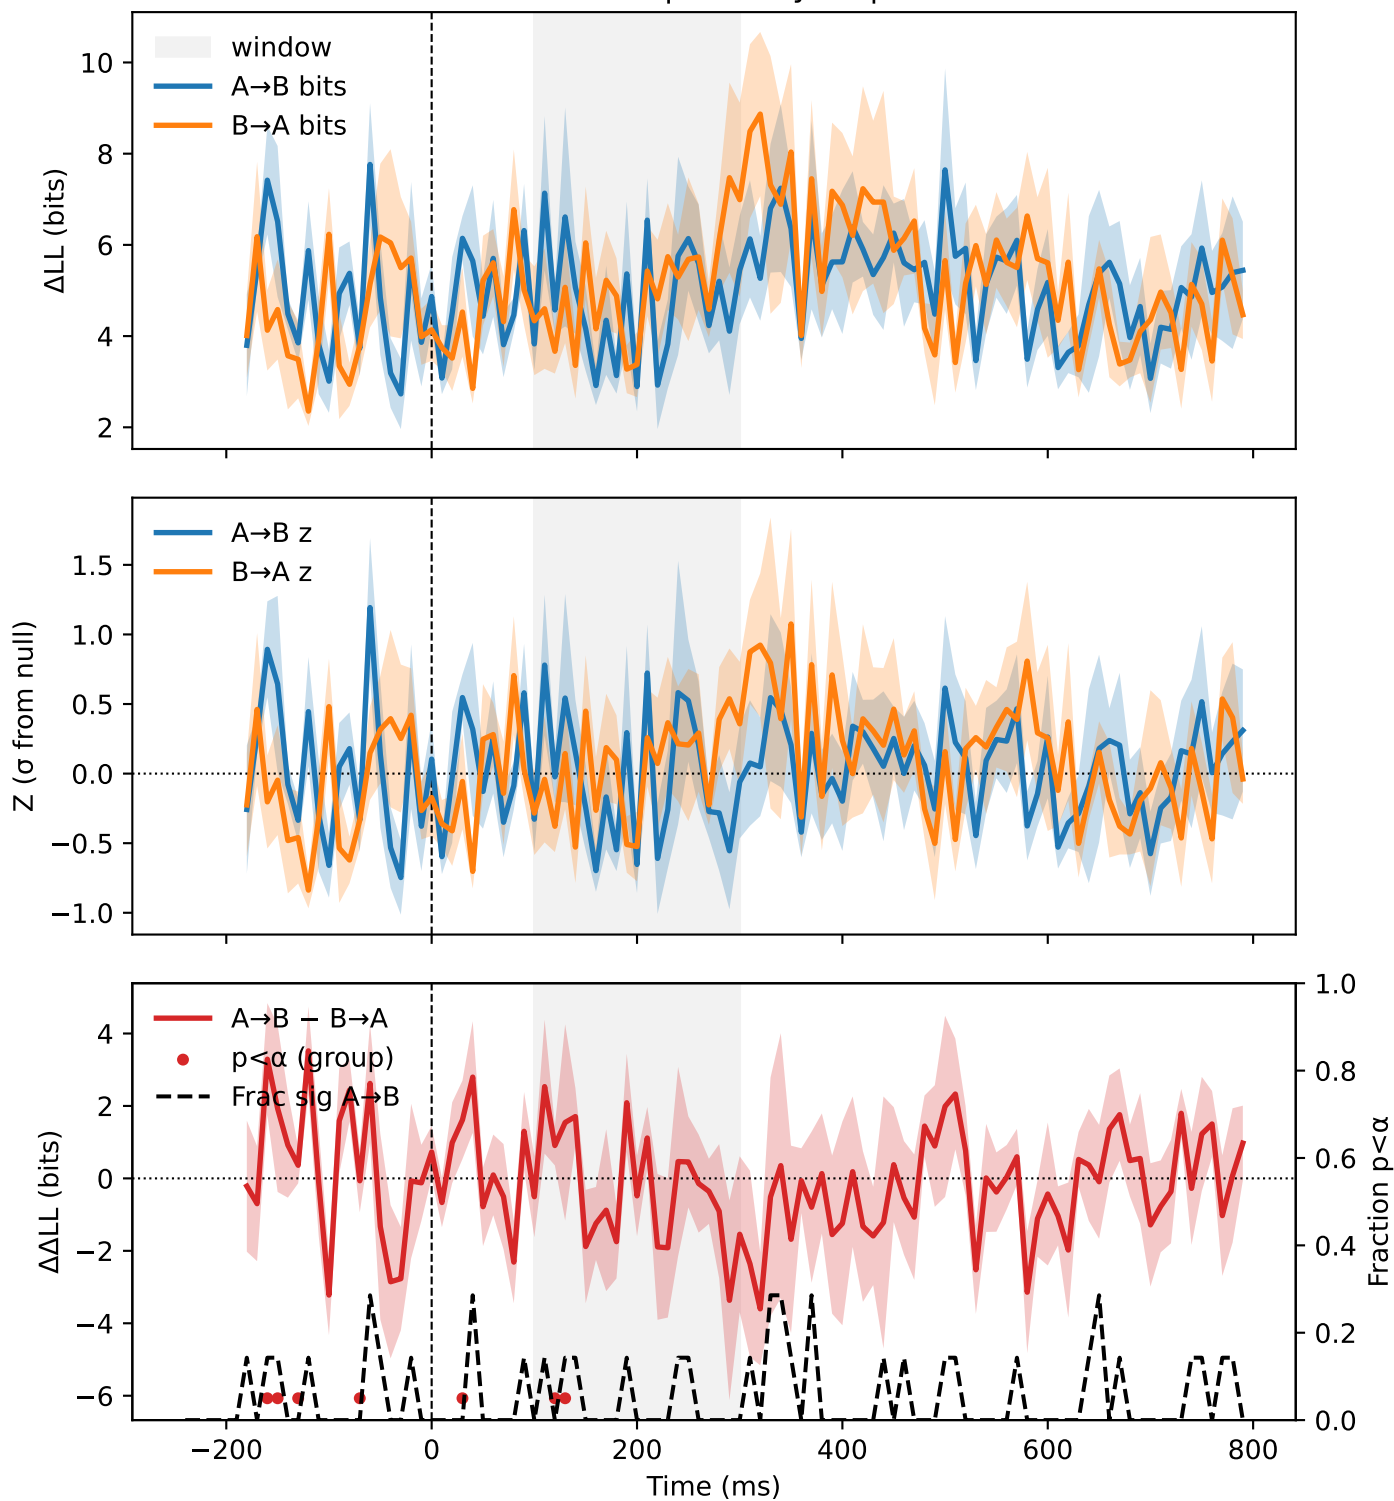 window
A→B bits
B→A bits
ΔLL (bits)
10
8
6
4
2
A→B z
B→A z
Z (σ from null)
1.5
1.0
0.5
0.0
−0.5
−1.0
A→B − B→A
p<α (group)
Frac sig A→B
ΔΔLL (bits)
4
2
0
−2
−4
−6
1.0
0.8
0.6
0.4
0.2
0.0
Fraction p<α
−200 0 200 400 600 800
Time (ms)